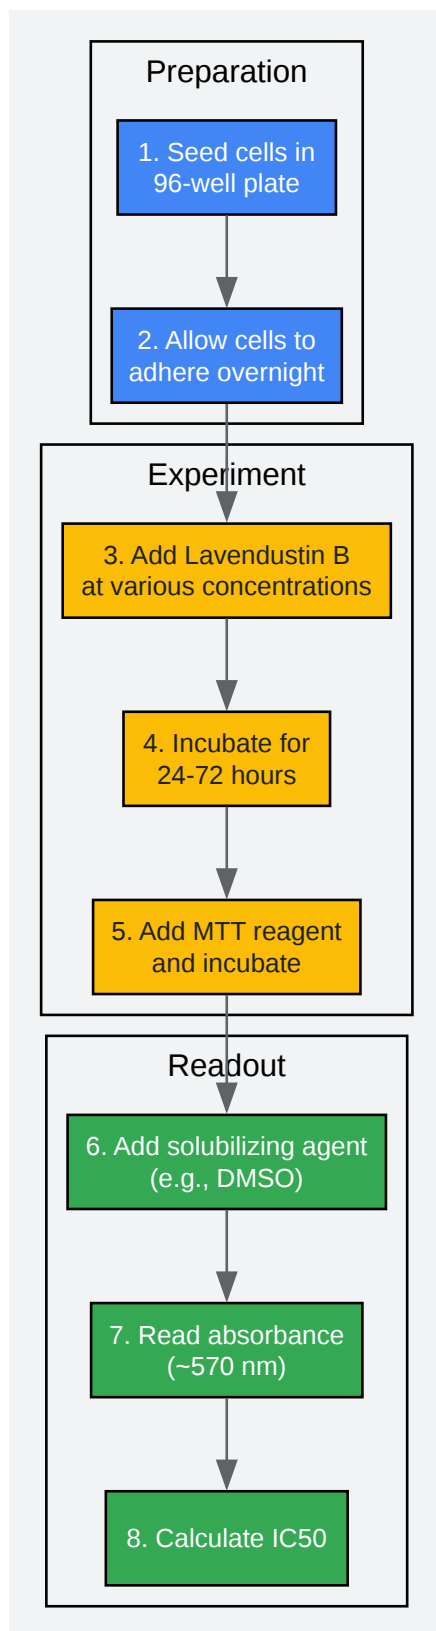 Preparation
1. Seed cells in
96-well plate
2. Allow cells to
adhere overnight
Experiment
3. Add Lavendustin B
at various concentrations
4. Incubate for
24-72 hours
5. Add MTT reagent
and incubate
Readout
6. Add solubilizing agent
(e.g., DMSO)
7. Read absorbance
(~570 nm)
8. Calculate IC50